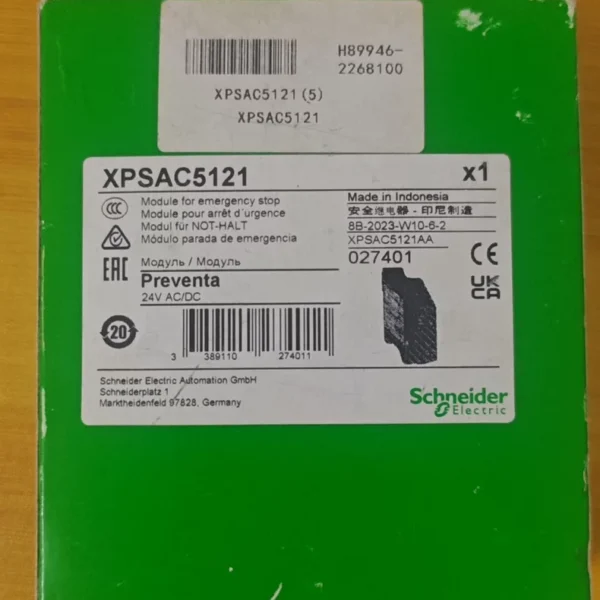 H89946-
2268100
XPSAC5121(5)
XPSAC5121
XPSAC5121
x1
CCC
Module for emergency stop
Module pour arrêt d'urgence
Modul für NOT-HALT
Módulo parada de emergencia
Made in Indonesia
安全继电器 - 印尼制造
8B-2023-W10-6-2
XPSAC5121AA
027401
CE
EAC
Модуль / Модуль
Preventa
24V AC/DC
UK
CA
20
3 389110 274011
Schneider Electric Automation GmbH
Schneiderplatz 1
Marktheidenfeld 97828, Germany
Schneider
Electric